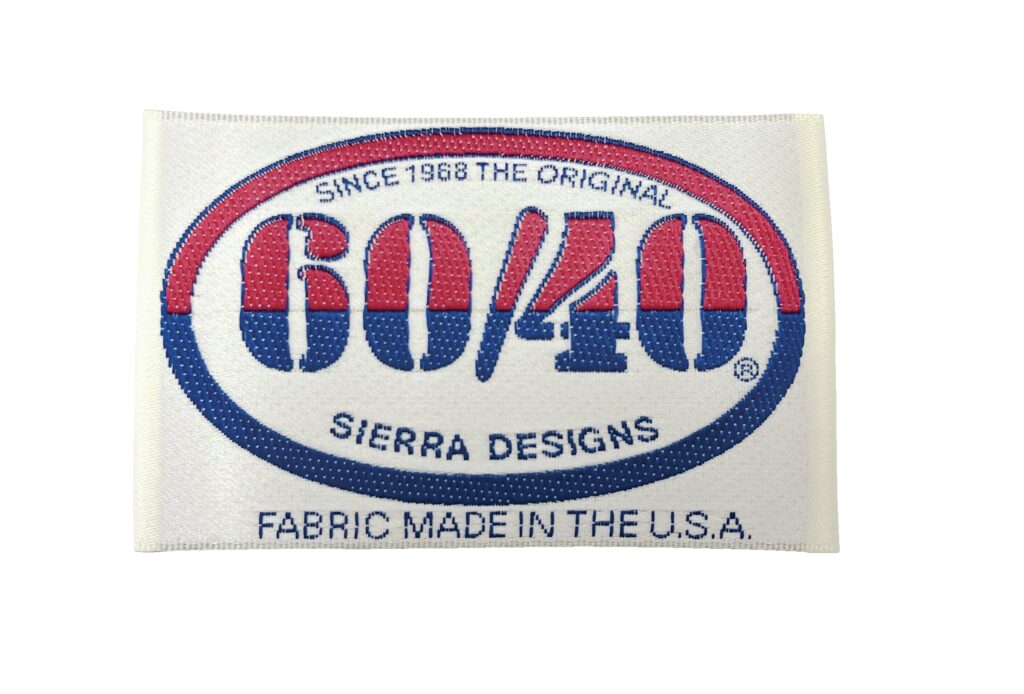 SINCE 1968 THE ORIGINAL
60/40®
SIERRA DESIGNS
FABRIC MADE IN THE U.S.A.